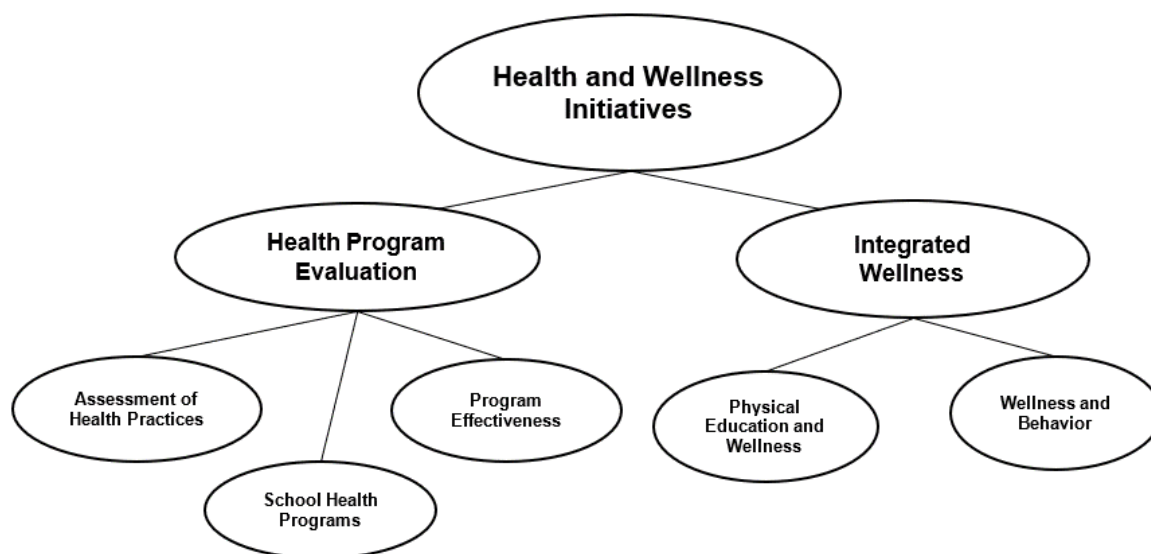 Health and Wellness
Initiatives
Health Program
Evaluation
Integrated
Wellness
Assessment of
Health Practices
Program
Effectiveness
School Health
Programs
Physical
Education and
Wellness
Wellness and
Behavior